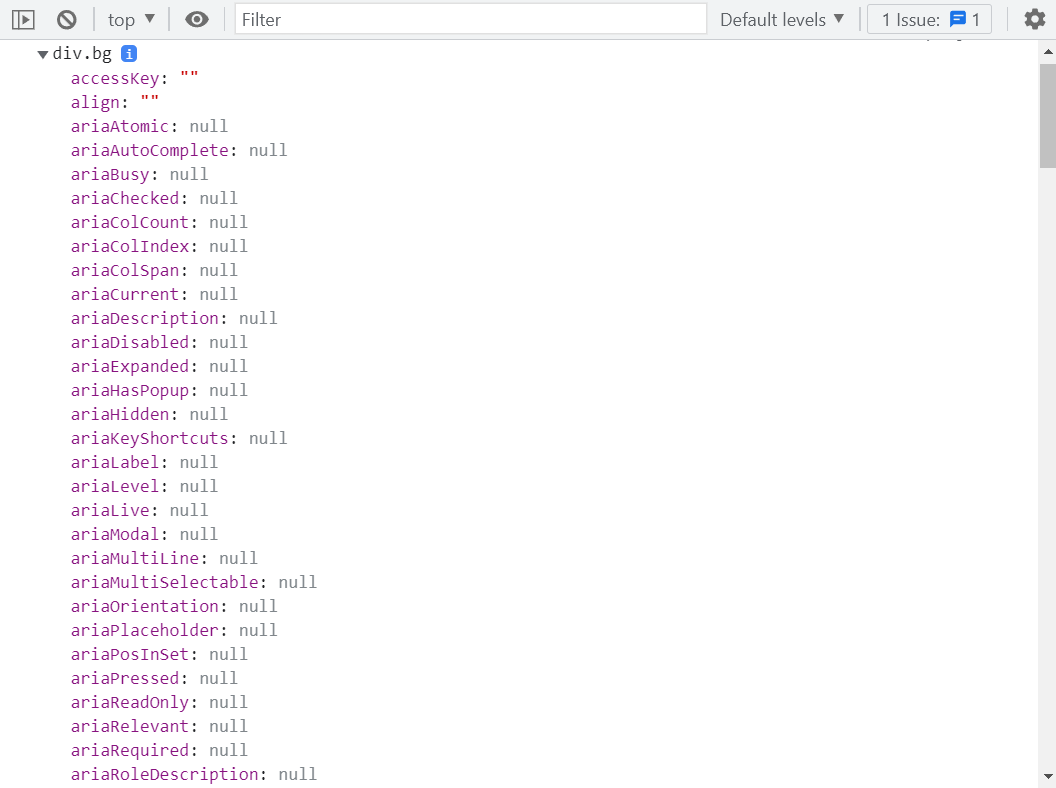 top Filter Default levels 1 Issue: 1
div.bg i
accessKey: ""
align: ""
ariaAtomic: null
ariaAutoComplete: null
ariaBusy: null
ariaChecked: null
ariaColCount: null
ariaColIndex: null
ariaColSpan: null
ariaCurrent: null
ariaDescription: null
ariaDisabled: null
ariaExpanded: null
ariaHasPopup: null
ariaHidden: null
ariaKeyShortcuts: null
ariaLabel: null
ariaLevel: null
ariaLive: null
ariaModal: null
ariaMultiLine: null
ariaMultiSelectable: null
ariaOrientation: null
ariaPlaceholder: null
ariaPosInSet: null
ariaPressed: null
ariaReadOnly: null
ariaRelevant: null
ariaRequired: null
ariaRoleDescription: null